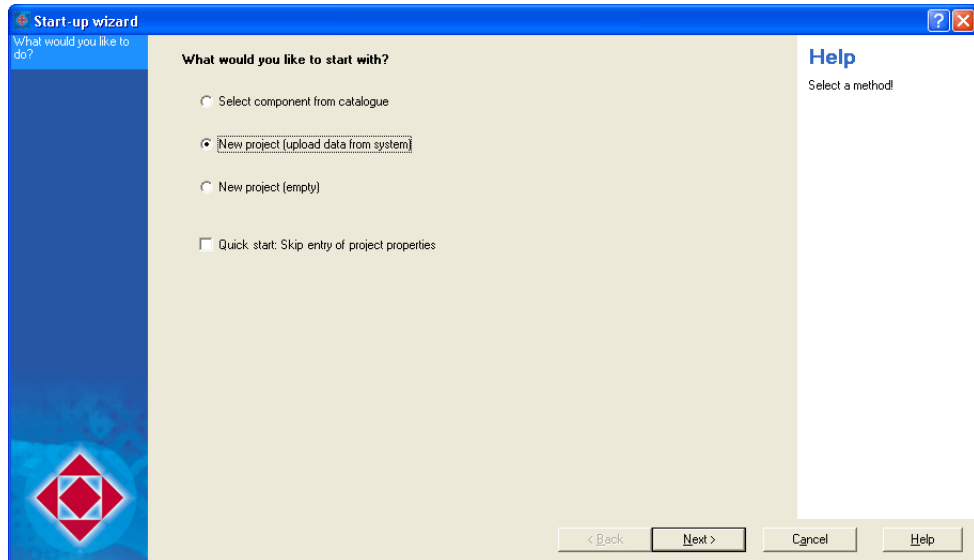 Start-up wizard
What would you like to
do?
What would you like to start with?
Select component from catalogue
New project (upload data from system)
New project (empty)
Quick start: Skip entry of project properties
Help
Select a method!
< Back
Next >
Cancel
Help